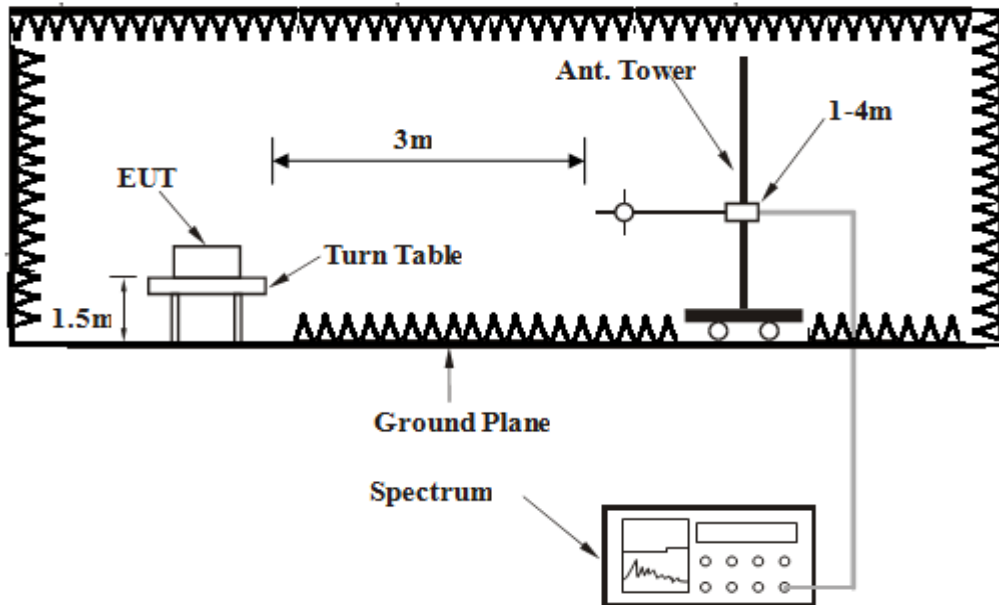 Ant. Tower
1-4m
3m
EUT
Turn Table
1.5m
Ground Plane
Spectrum